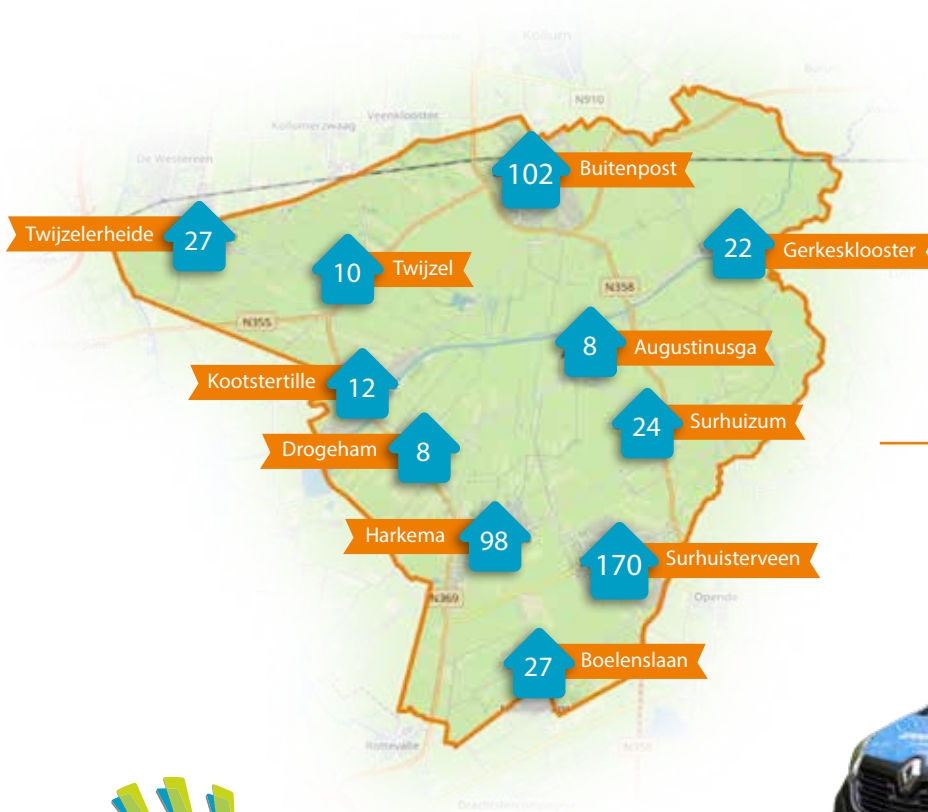 Kollum
N910
Veenklooster
Kollumerzwaag
De Westereen
102 Buitenpost
Twijzelerheide 27
22 Gerkesklooster
10 Twijzel
N358
N355
8 Augustinusga
Kootstertille 12
24 Surhuizum
Drogeham 8
Harkema 98
170 Surhuisterveen
N369
Opende
27 Boelenslaan
Rottevalle
N358